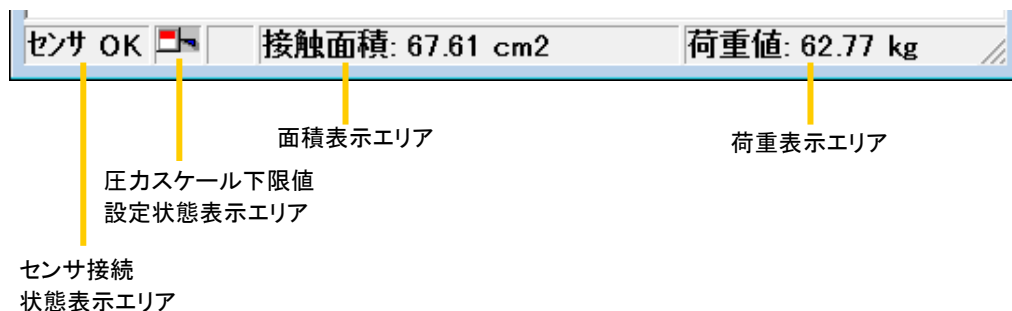 センサ OK 接触面積: 67.61 cm2 荷重値: 62.77 kg
面積表示エリア
荷重表示エリア
圧力スケール下限値
設定状態表示エリア
センサ接続
状態表示エリア